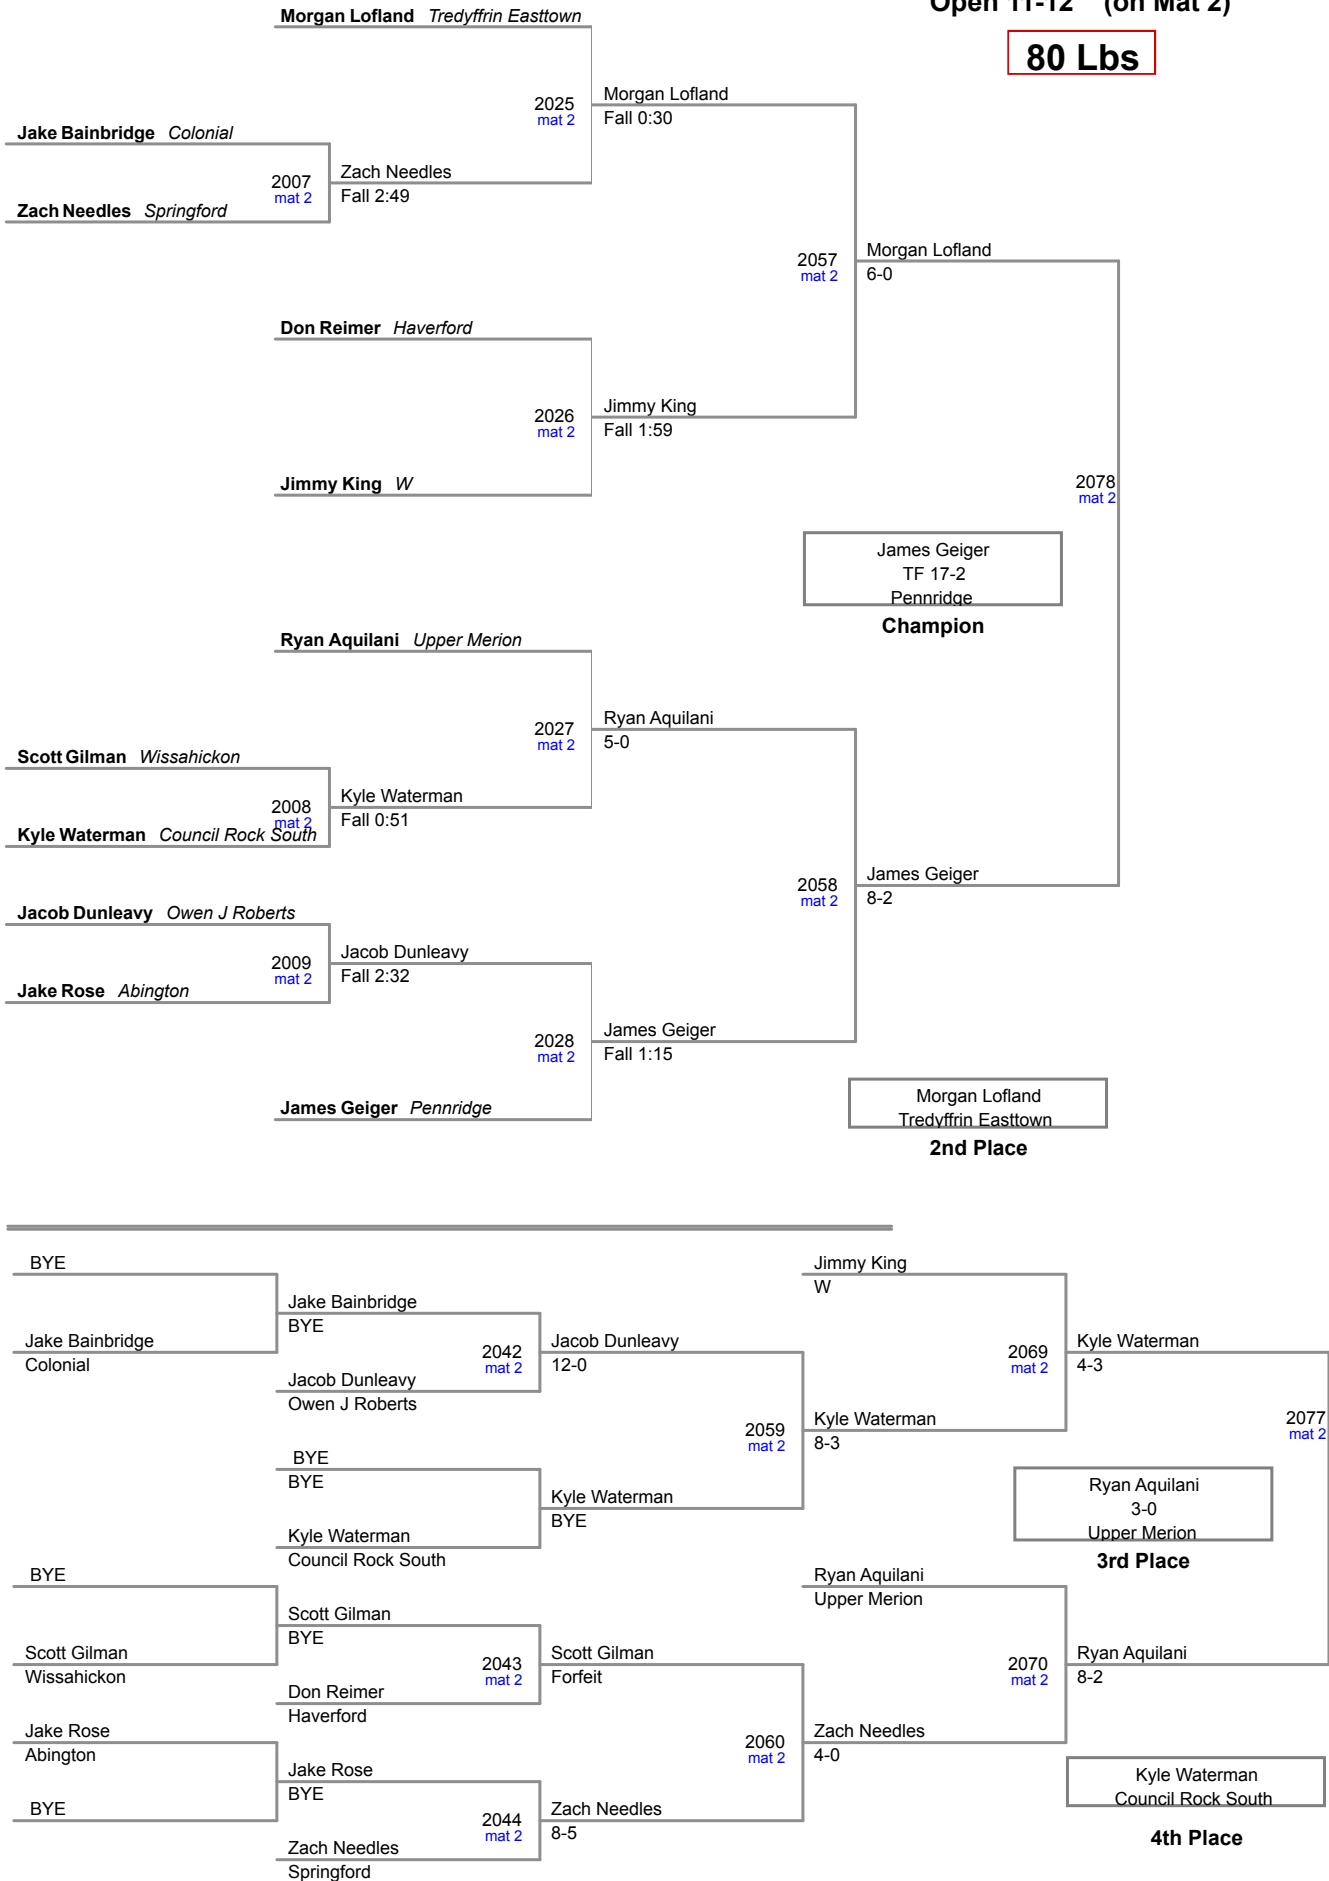 Open 11-12 (on Mat 2)
80 Lbs
Morgan Lofland Tredyffrin Easttown
2025
mat 2
Morgan Lofland
Fall 0:30
Jake Bainbridge Colonial
2007
mat 2
Zach Needles
Fall 2:49
Zach Needles Springford
2057
mat 2
Morgan Lofland
6-0
Don Reimer Haverford
2026
mat 2
Jimmy King
Fall 1:59
Jimmy King W
2078
mat 2
James Geiger
TF 17-2
Pennridge
Champion
Ryan Aquilani Upper Merion
2027
mat 2
Ryan Aquilani
5-0
Scott Gilman Wissahickon
2008
mat 2
Kyle Waterman
Fall 0:51
Kyle Waterman Council Rock South
2058
mat 2
James Geiger
8-2
Jacob Dunleavy Owen J Roberts
2009
mat 2
Jacob Dunleavy
Fall 2:32
Jake Rose Abington
2028
mat 2
James Geiger
Fall 1:15
James Geiger Pennridge
Morgan Lofland
Tredyffrin Easttown
2nd Place
BYE
Jimmy King
W
Jake Bainbridge
BYE
Jake Bainbridge
Colonial
2042
mat 2
Jacob Dunleavy
12-0
2069
mat 2
Kyle Waterman
4-3
Jacob Dunleavy
Owen J Roberts
2059
mat 2
Kyle Waterman
8-3
2077
mat 2
BYE
BYE
Kyle Waterman
BYE
Ryan Aquilani
3-0
Upper Merion
3rd Place
Kyle Waterman
Council Rock South
BYE
Ryan Aquilani
Upper Merion
Scott Gilman
BYE
Scott Gilman
Wissahickon
2043
mat 2
Scott Gilman
Forfeit
2070
mat 2
Ryan Aquilani
8-2
Don Reimer
Haverford
Jake Rose
Abington
2060
mat 2
Zach Needles
4-0
Jake Rose
BYE
BYE
2044
mat 2
Zach Needles
8-5
Kyle Waterman
Council Rock South
4th Place
Zach Needles
Springford